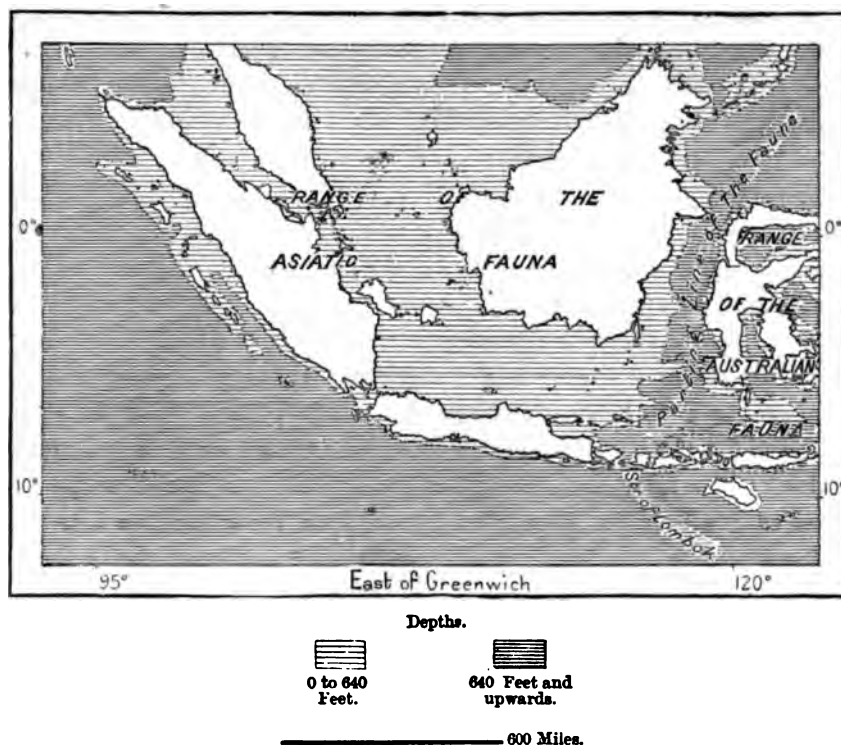 RANGE OF THE
ASIATIC FAUNA
Parting Line of The Fauna
RANGE
OF THE
AUSTRALIAN
FAUNA
0°
0°
10°
10°
Str of Lombok
95°
East of Greenwich
120°
Depths.
0 to 640
Feet.
640 Feet and
upwards.
600 Miles.